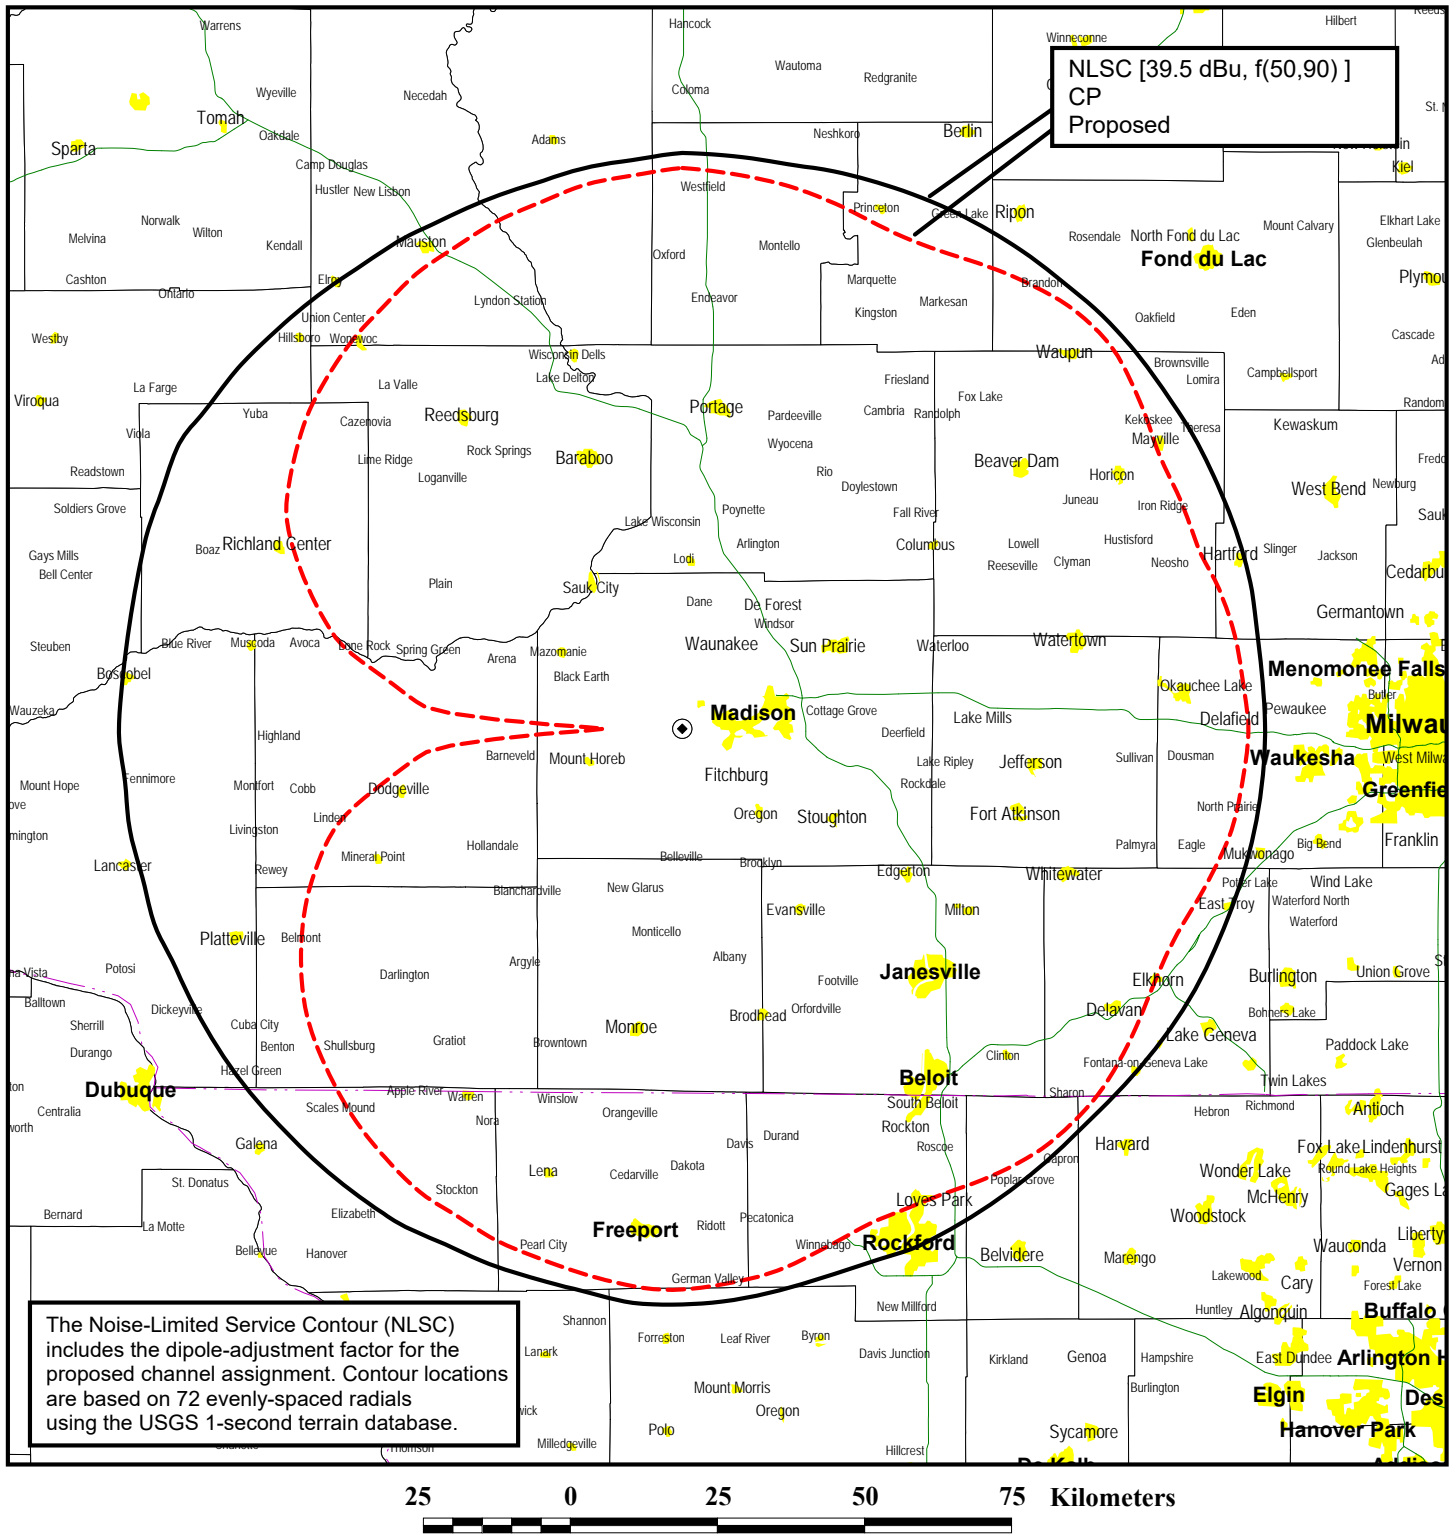 Warrens
Hancock
Hilbert
Winneconne
Wautoma
Redgranite
Wyeville
Necedah
Coloma
NLSC [39.5 dBu, f(50,90) ]
CP
Proposed
Tomah
Oakdale
Adams
Neshkoro
Berlin
Sparta
Camp Douglas
Kiel
Hustler
New Lisbon
Westfield
Princeton
Green Lake
Ripon
Norwalk
Wilton
Melvina
Kendall
Mauston
Oxford
Montello
Rosendale
North Fond du Lac
Mount Calvary
Elkhart Lake
Glenbeulah
Fond du Lac
Cashton
Ontario
Elroy
Lyndon Station
Endeavor
Marquette
Markesan
Brandon
Plymou
Kingston
Union Center
Oakfield
Eden
Westby
Hillsboro
Wonewoc
Wisconsin Dells
Waupun
Cascade
Brownsville
Ad
La Farge
La Valle
Lake Delton
Friesland
Lomira
Campbellsport
Viroqua
Yuba
Cazenovia
Reedsburg
Portage
Pardeeville
Cambria
Randolph
Fox Lake
Random
Viola
Kekoskee
Theresa
Kewaskum
Mayville
Wyocena
Lime Ridge
Rock Springs
Baraboo
Beaver Dam
Readstown
Loganville
Rio
Horicon
Fredo
Doylestown
Juneau
Iron Ridge
West Bend
Newburg
Soldiers Grove
Poynette
Fall River
Sauk
Lake Wisconsin
Gays Mills
Boaz
Richland Center
Arlington
Columbus
Lowell
Hustisford
Hartford
Slinger
Jackson
Bell Center
Plain
Lodi
Reeseville
Clyman
Neosho
Cedarbu
Sauk City
Dane
De Forest
Windsor
Germantown
Steuben
Blue River
Muscoda
Avoca
Lone Rock
Spring Green
Arena
Mazomanie
Waunakee
Sun Prairie
Waterloo
Watertown
Menomonee Falls
Boscobel
Black Earth
Okauchee Lake
Butler
Wauzeka
Madison
Cottage Grove
Lake Mills
Delafield
Pewaukee
Milwau
Highland
Deerfield
Barneveld
Mount Horeb
Lake Ripley
Jefferson
Sullivan
Dousman
Waukesha
West Milwa
Fitchburg
Rockdale
Mount Hope
Fennimore
Montfort
Cobb
Dodgeville
Greenfie
ove
Linden
Oregon
Stoughton
Fort Atkinson
North Prairie
mington
Livingston
Hollandale
Palmyra
Eagle
Mukwonago
Big Bend
Franklin
Lancaster
Rewey
Mineral Point
Belleville
Brooklyn
Edgerton
Whitewater
Potter Lake
Wind Lake
Blanchardville
New Glarus
Evansville
Milton
East Troy
Waterford North
Waterford
Platteville
Belmont
Monticello
Argyle
Albany
na Vista
Potosi
Darlington
Footville
Janesville
Elkhorn
Burlington
Union Grove
Balltown
Dickeyville
Orfordville
Delavan
Bohners Lake
Sherrill
Cuba City
Monroe
Brodhead
Lake Geneva
Durango
Benton
Shullsburg
Gratiot
Browntown
Clinton
Paddock Lake
Hazel Green
Fontana-on-Geneva Lake
ton
Dubuque
Beloit
Twin Lakes
Apple River
Warren
Winslow
Sharon
Centralia
Scales Mound
Orangeville
South Beloit
Hebron
Richmond
Antioch
worth
Nora
Rockton
Galena
Davis
Durand
Roscoe
Harvard
Fox Lake
Lindenhurst
Lena
Cedarville
Dakota
Capron
Wonder Lake
Round Lake Heights
St. Donatus
Stockton
Poplar Grove
McHenry
Gages La
Loves Park
Bernard
La Motte
Elizabeth
Freeport
Ridott
Pecatonica
Woodstock
Liberty
Bellevue
Hanover
Pearl City
Winnebago
Rockford
Belvidere
Marengo
Wauconda
Vernon
German Valley
Lakewood
Cary
Forest Lake
New Millford
Huntley
Algonquin
Buffalo
The Noise-Limited Service Contour (NLSC)
includes the dipole-adjustment factor for the
proposed channel assignment. Contour locations
are based on 72 evenly-spaced radials
using the USGS 1-second terrain database.
Shannon
Forreston
Leaf River
Byron
Lanark
Davis Junction
Kirkland
Genoa
Hampshire
East Dundee
Arlington H
Mount Morris
Burlington
Elgin
Des
wick
Oregon
Polo
Sycamore
Hanover Park
Milledgeville
Hillcrest
Thomson
De Kalb
25 0 25 50 75 Kilometers